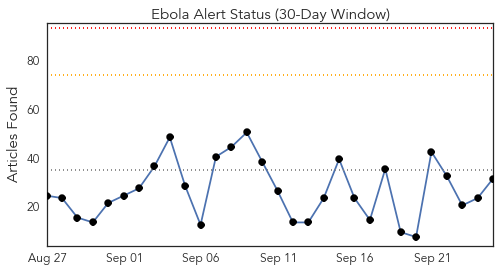 Ebola Alert Status (30-Day Window)
Articles Found
80
60
40
20
Aug 27 Sep 01 Sep 06 Sep 11 Sep 16 Sep 21